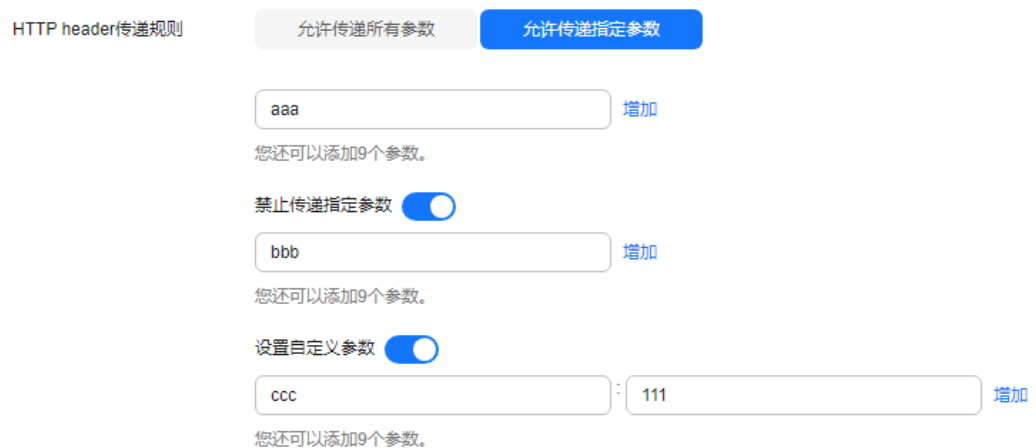 HTTP header传递规则 允许传递所有参数 允许传递指定参数
aaa 增加
您还可以添加9个参数。
禁止传递指定参数
bbb 增加
您还可以添加9个参数。
设置自定义参数
ccc : 111 增加
您还可以添加9个参数。